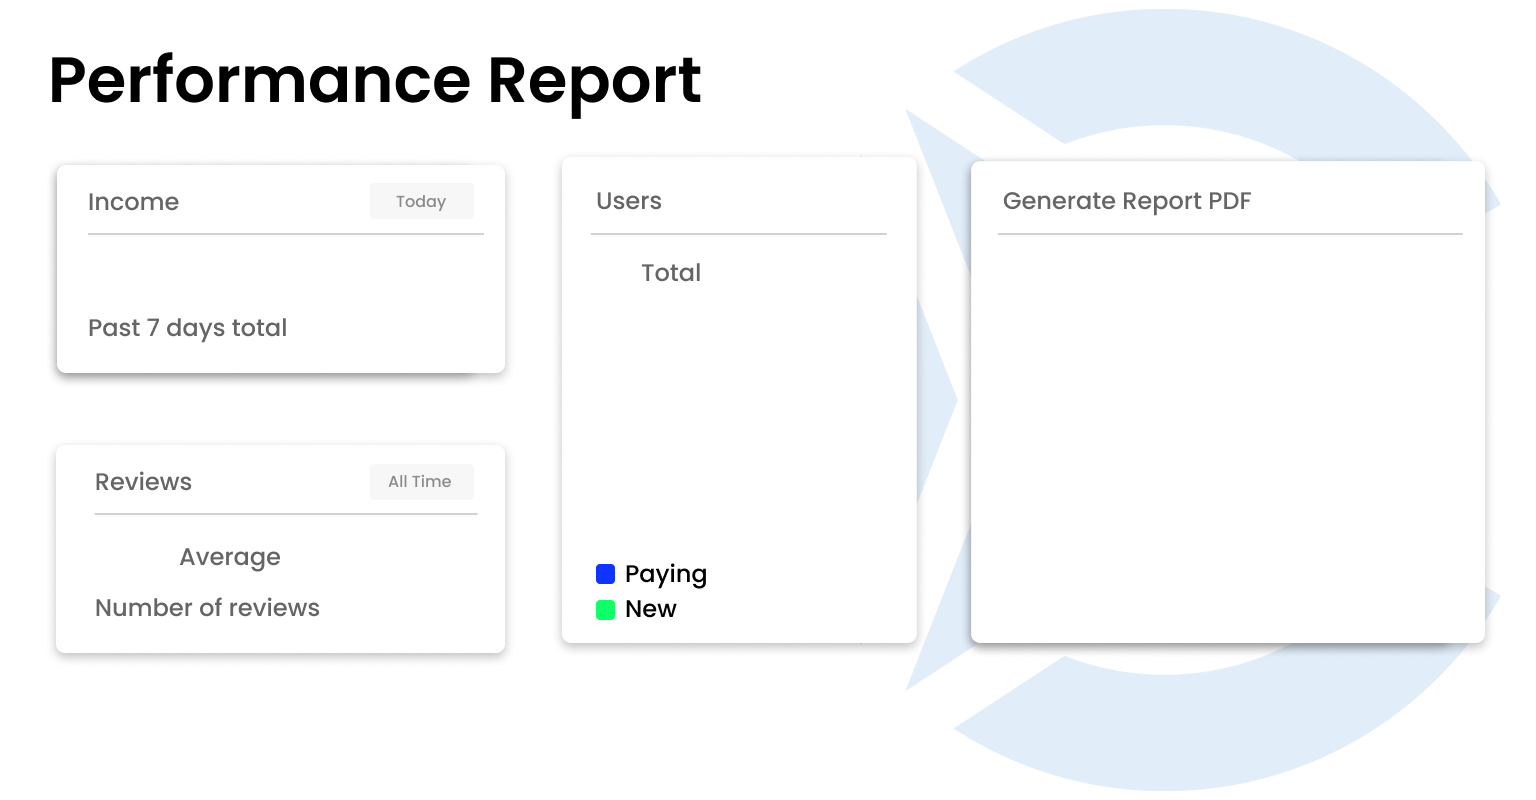 Performance Report
Income
Today
Past 7 days total
Reviews
All Time
Average
Number of reviews
Users
Total
Paying
New
Generate Report PDF